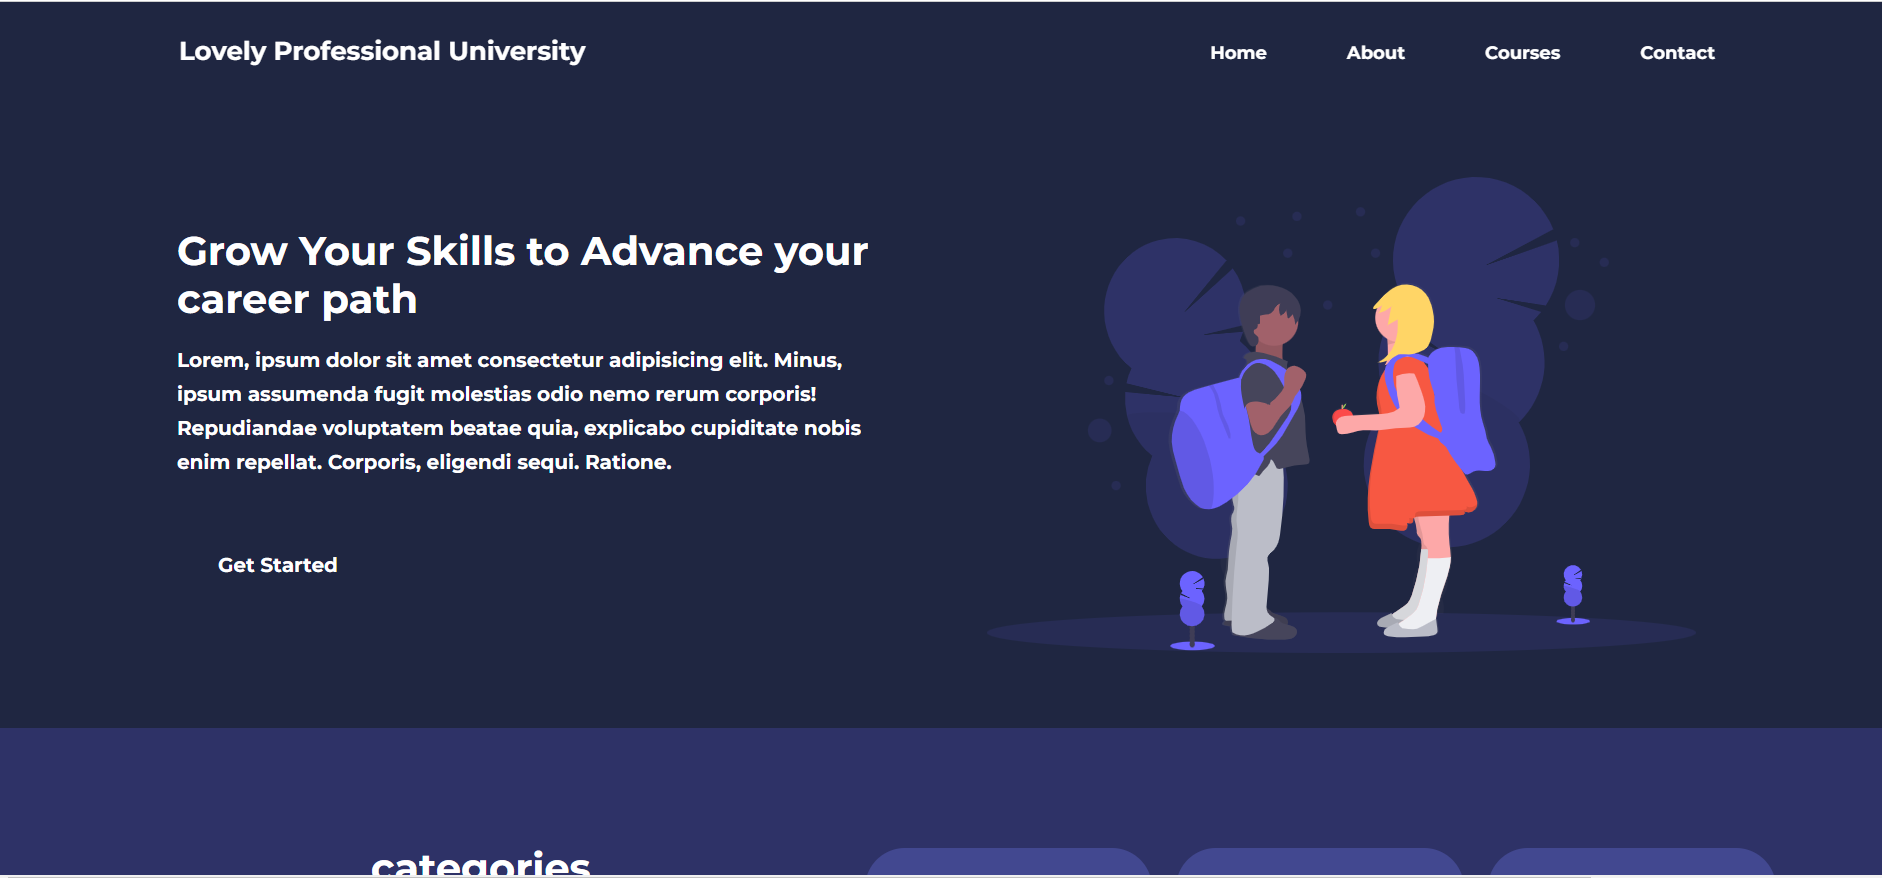 Lovely Professional University
Home
About
Courses
Contact
Grow Your Skills to Advance your
career path
Lorem, ipsum dolor sit amet consectetur adipisicing elit. Minus,
ipsum assumenda fugit molestias odio nemo rerum corporis!
Repudiandae voluptatem beatae quia, explicabo cupiditate nobis
enim repellat. Corporis, eligendi sequi. Ratione.
Get Started
categories